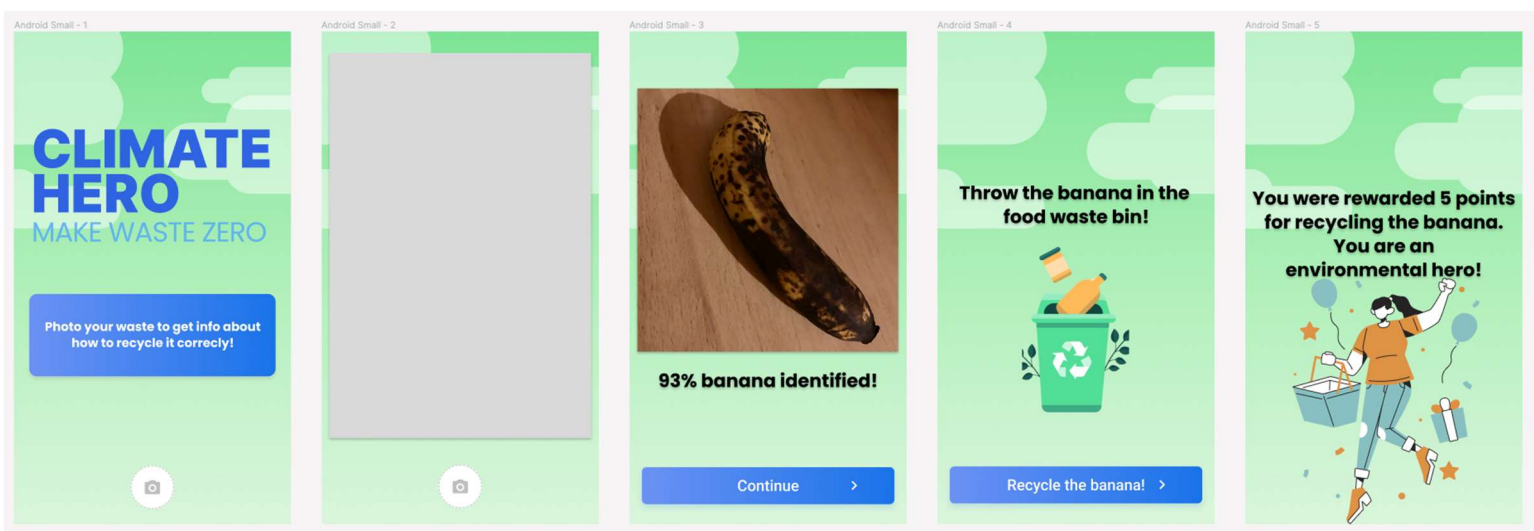 Android Small - 1
CLIMATE
HERO
MAKE WASTE ZERO
Photo your waste to get info about
how to recycle it correcly!
Android Small - 2
Android Small - 3
93% banana identified!
Continue >
Android Small - 4
Throw the banana in the
food waste bin!
Recycle the banana! >
Android Small - 5
You were rewarded 5 points
for recycling the banana.
You are an
environmental hero!